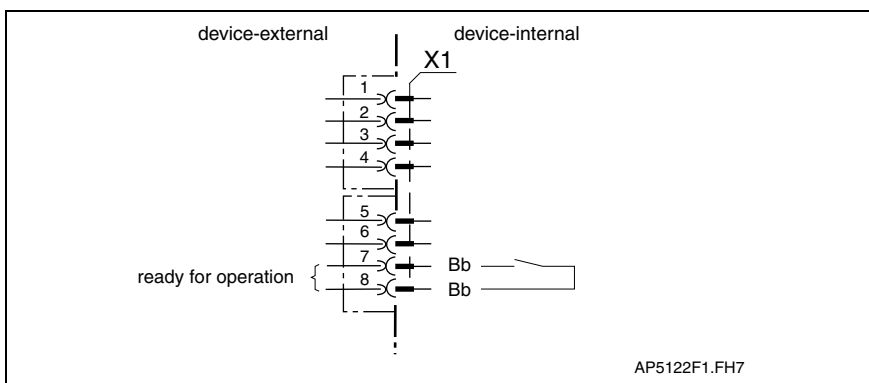 device-external device-internal
X1
1
2
3
4
5
6
7 Bb
ready for operation
8 Bb
AP5122F1.FH7